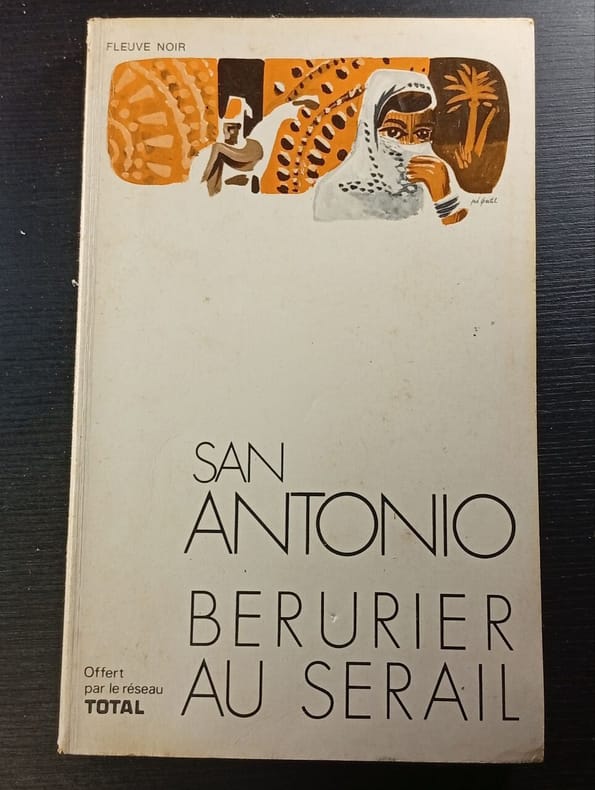 FLEUVE NOIR
SAN
ANTONIO
BERURIER
AU SERAIL
Offert
par le réseau
TOTAL